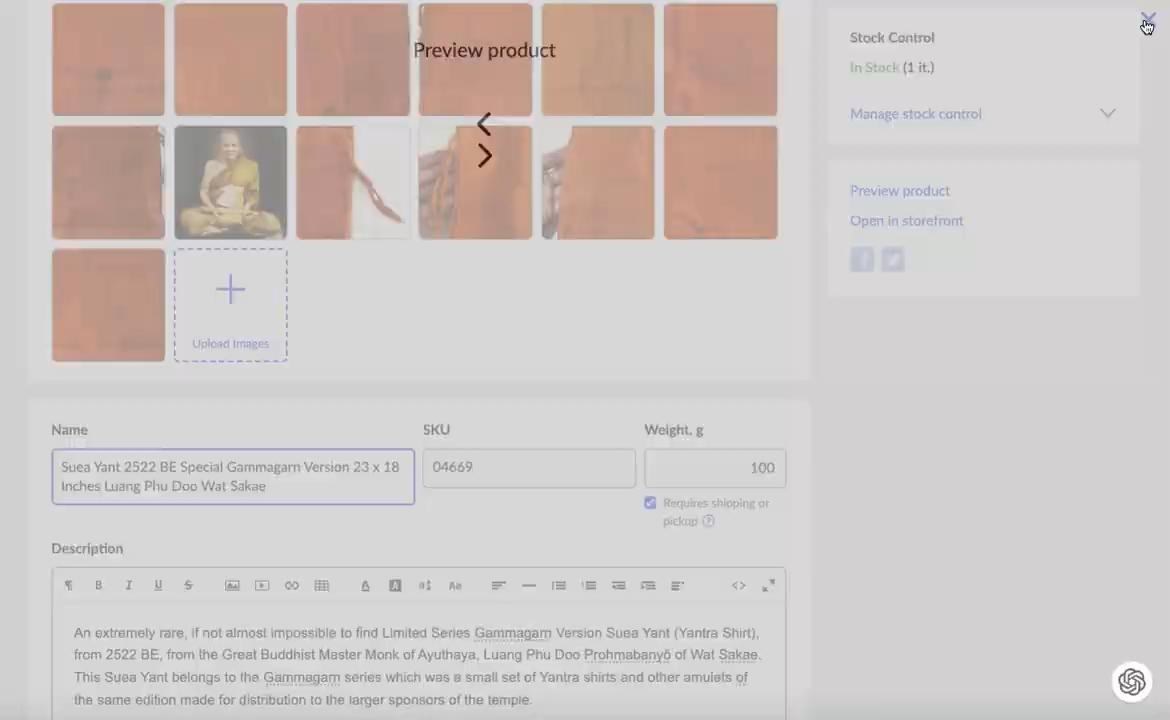 Preview product
Stock Control
In Stock (1 it.)
Manage stock control
Preview product
Open in storefront
Upload Images
Name
SKU
Weight, g
Suea Yant 2522 BE Special Gammagarn Version 23 x 18
Inches Luang Phu Doo Wat Sakae
04669
100
Requires shipping or
pickup
Description
An extremely rare, if not almost impossible to find Limited Series Gammagarn Version Suea Yant (Yantra Shirt),
from 2522 BE, from the Great Buddhist Master Monk of Ayuthaya, Luang Phu Doo Prohmabanyō of Wat Sakae.
This Suea Yant belongs to the Gammagarn series which was a small set of Yantra shirts and other amulets of
the same edition made for distribution to the larger sponsors of the temple.